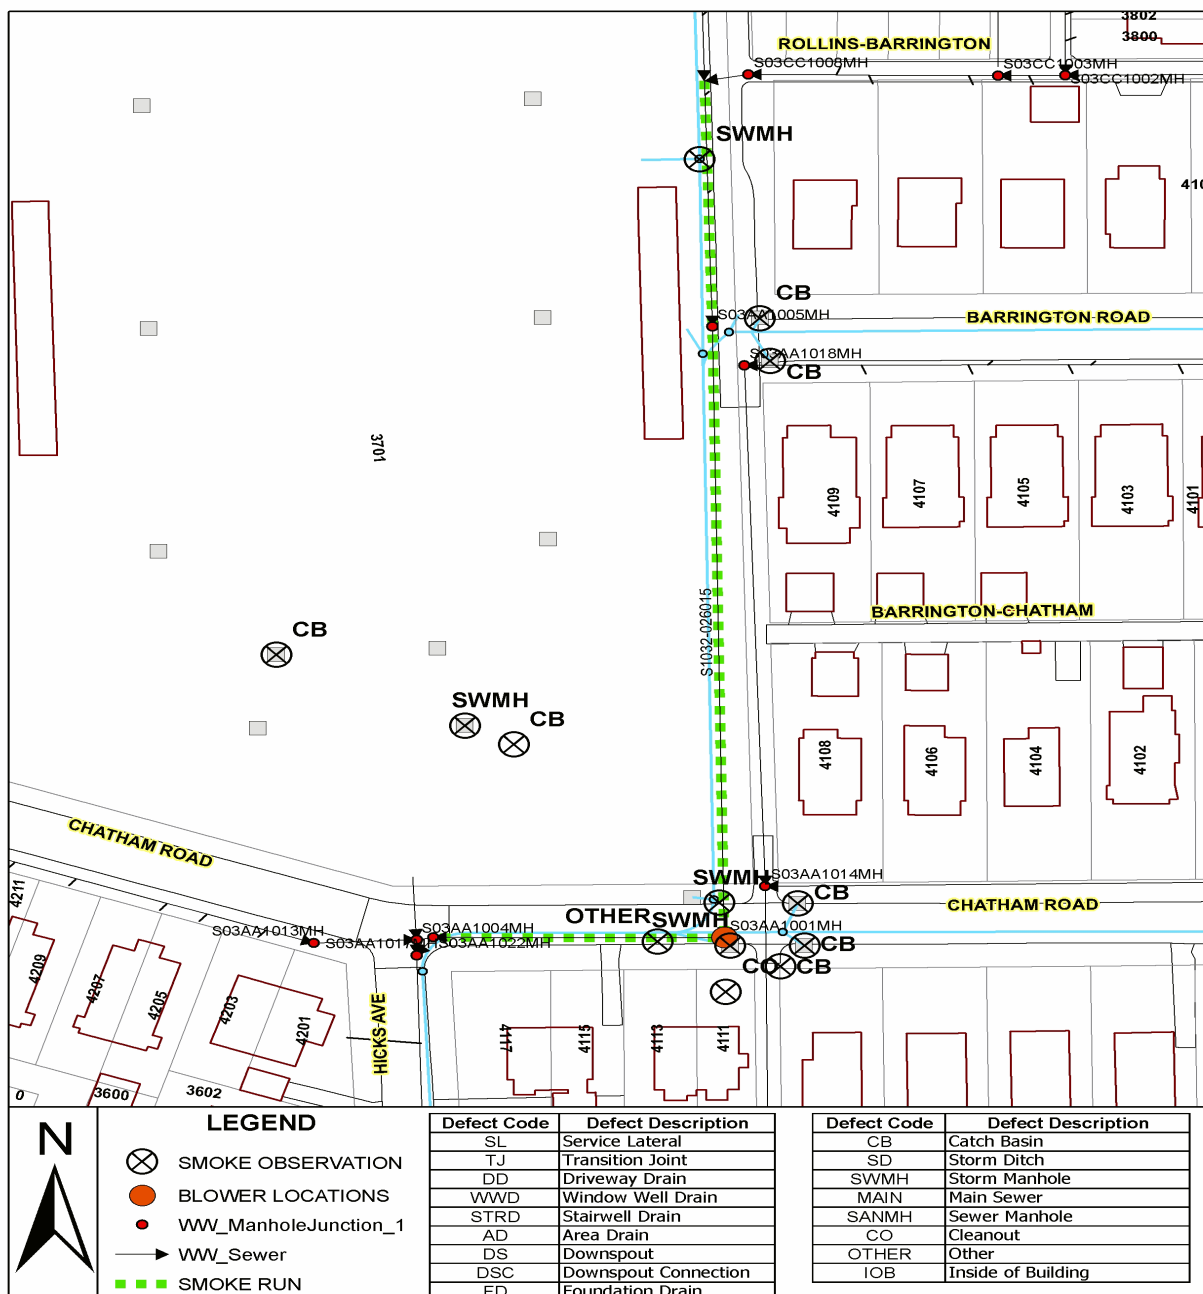 3802
3800
ROLLINS-BARRINGTON
S03CC1008MH
S03CC1003MH
S03CC1002MH
SWMH
410
CB
S03AA1005MH
BARRINGTON ROAD
S03AA1018MH
CB
3701
4109
4107
4105
4103
4101
S1032-026015
BARRINGTON-CHATHAM
CB
SWMH
CB
4108
4106
4104
4102
CHATHAM ROAD
SWMH
S03AA1014MH
CB
CHATHAM ROAD
4211
OTHER
SWMH
S03AA1001MH
S03AA1013MH
S03AA1004MH
S03AA1022MH
CB
CO
CB
4209
4207
4205
4203
4201
HICKS AVE
4117
4115
4113
4111
0
3600
3602
N
LEGEND
SMOKE OBSERVATION
BLOWER LOCATIONS
WW_ManholeJunction_1
WW_Sewer
SMOKE RUN
Defect Code Defect Description
SL Service Lateral
TJ Transition Joint
DD Driveway Drain
WWD Window Well Drain
STRD Stairwell Drain
AD Area Drain
DS Downspout
DSC Downspout Connection
FD Foundation Drain
Defect Code Defect Description
CB Catch Basin
SD Storm Ditch
SWMH Storm Manhole
MAIN Main Sewer
SANMH Sewer Manhole
CO Cleanout
OTHER Other
IOB Inside of Building